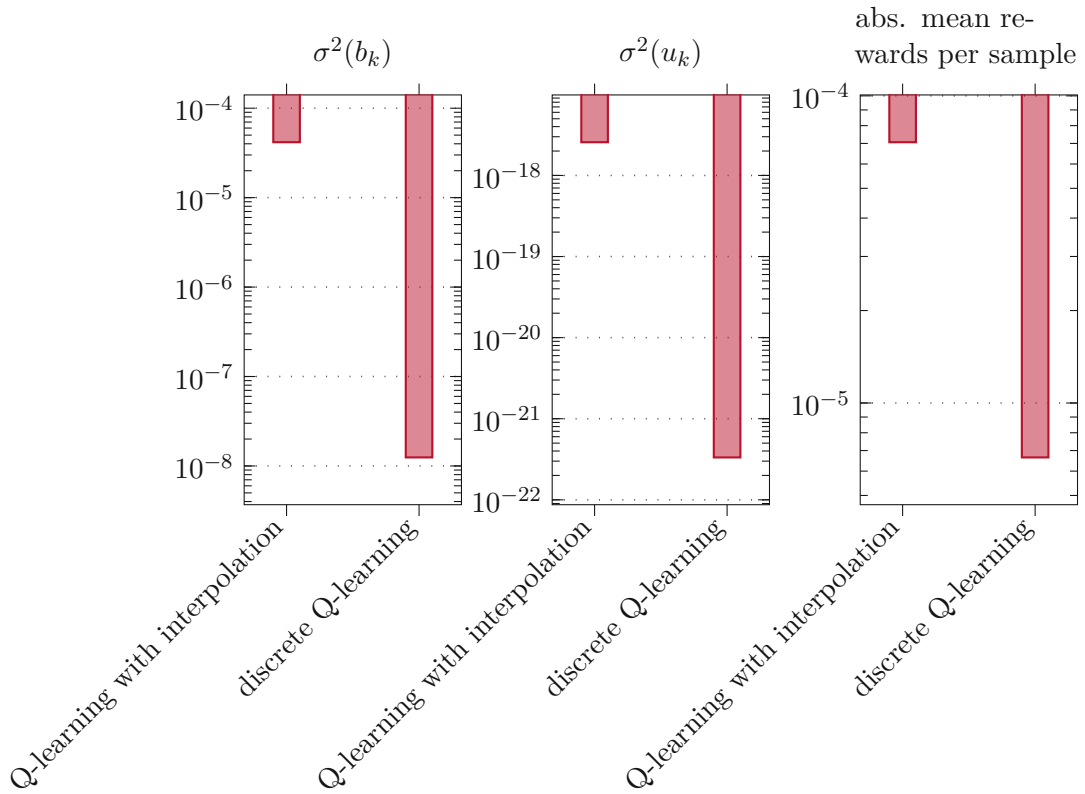 σ²(b_k)
10⁻⁴
10⁻⁵
10⁻⁶
10⁻⁷
10⁻⁸
Q-learning with interpolation
discrete Q-learning
σ²(u_k)
10⁻¹⁸
10⁻¹⁹
10⁻²⁰
10⁻²¹
10⁻²²
Q-learning with interpolation
discrete Q-learning
abs. mean re-
wards per sample
10⁻⁴
10⁻⁵
Q-learning with interpolation
discrete Q-learning